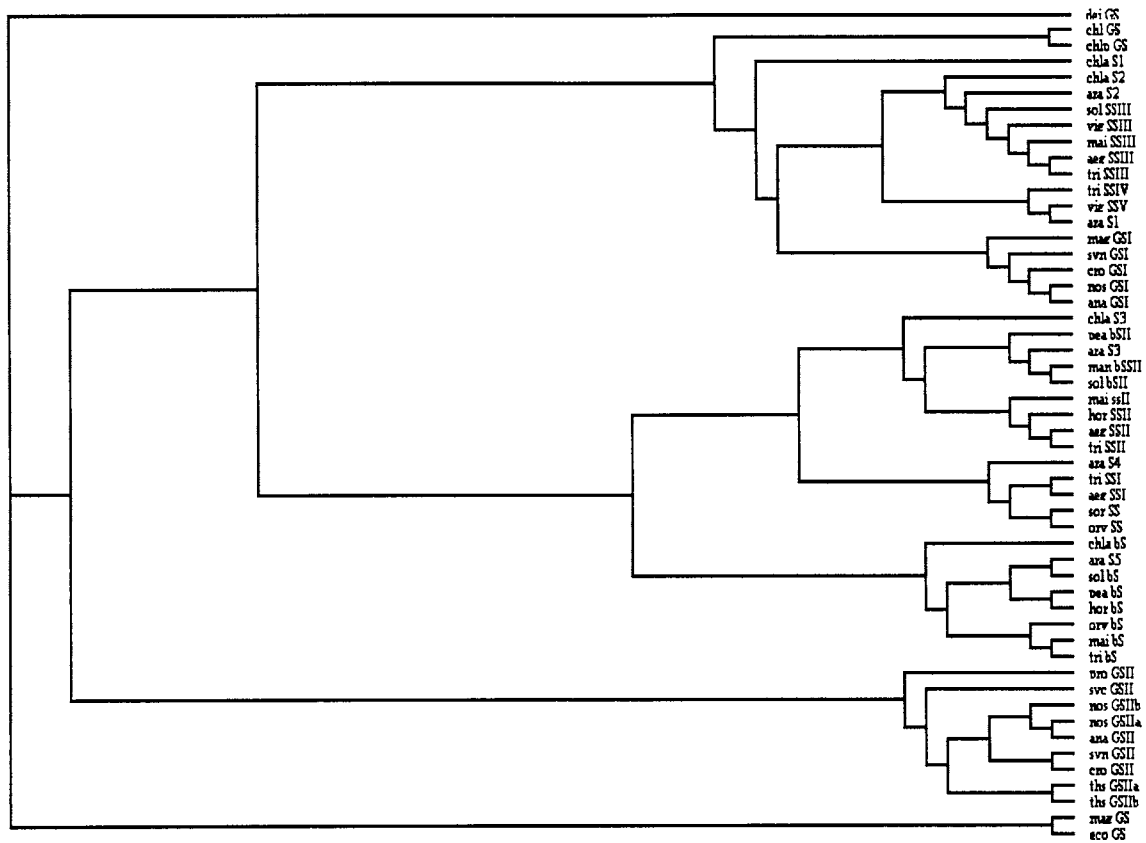 dei GS
chl GS
chlo GS
chla S1
chla S2
ara S2
sol SSIII
vig SSIII
mai SSIII
aeg SSIII
tri SSIII
tri SSIV
vig SSV
ara S1
mag GSI
syn GSI
cro GSI
nos GSI
ana GSI
chla S3
pea bSII
ara S3
man bSSII
sol bSII
mai ssII
hor SSII
aeg SSII
tri SSII
ara S4
tri SSI
aeg SSI
sor SS
ory SS
chla bS
ara S5
sol bS
pea bS
hor bS
ory bS
mai bS
tri bS
pro GSII
syc GSII
nos GSIIb
nos GSIIa
ana GSII
syn GSII
cro GSII
ths GSIIa
ths GSIIb
mag GS
eco GS